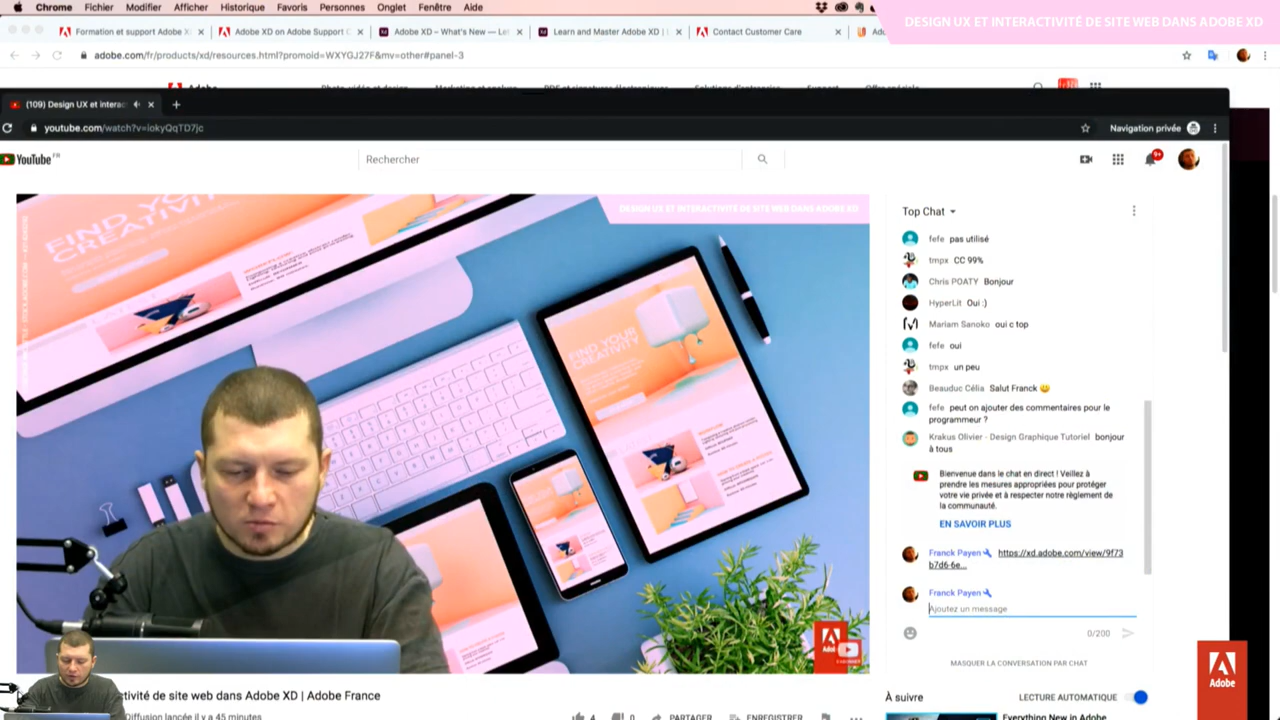 Chrome Fichier Modifier Afficher Historique Favoris Personnes Onglet Fenêtre Aide
DESIGN UX ET INTERACTIVITÉ DE SITE WEB DANS ADOBE XD
Formation et support Adobe X
Adobe XD on Adobe Support C
Adobe XD – What's New — Le
Learn and Master Adobe XD |
Contact Customer Care
adobe.com/fr/products/xd/resources.html?promoid=WXYGJ27F&mv=other#panel-3
(109) Design UX et interac
youtube.com/watch?v=iokyQqTD7jc
Navigation privée
YouTube FR
Rechercher
9+
DESIGN UX ET INTERACTIVITÉ DE SITE WEB DANS ADOBE XD
FIND YOUR
CREATIVITY
Top Chat
fefe pas utilisé
tmpx CC 99%
Chris POATY Bonjour
HyperLit Oui :)
Mariam Sanoko oui c top
fefe oui
tmpx un peu
Beauduc Célia Salut Franck
fefe peut on ajouter des commentaires pour le
programmeur ?
Krakus Olivier - Design Graphique Tutoriel bonjour
à tous
Bienvenue dans le chat en direct ! Veillez à
prendre les mesures appropriées pour protéger
votre vie privée et à respecter notre règlement de
la communauté.
EN SAVOIR PLUS
Franck Payen https://xd.adobe.com/view/9f73
b7d6-6e...
Franck Payen
Ajoutez un message
0/200
MASQUER LA CONVERSATION PAR CHAT
Adobe
tivité de site web dans Adobe XD | Adobe France
Diffusion lancée il y a 45 minutes
4 0 PARTAGER ENREGISTRER
À suivre
LECTURE AUTOMATIQUE
Everything New in Adobe